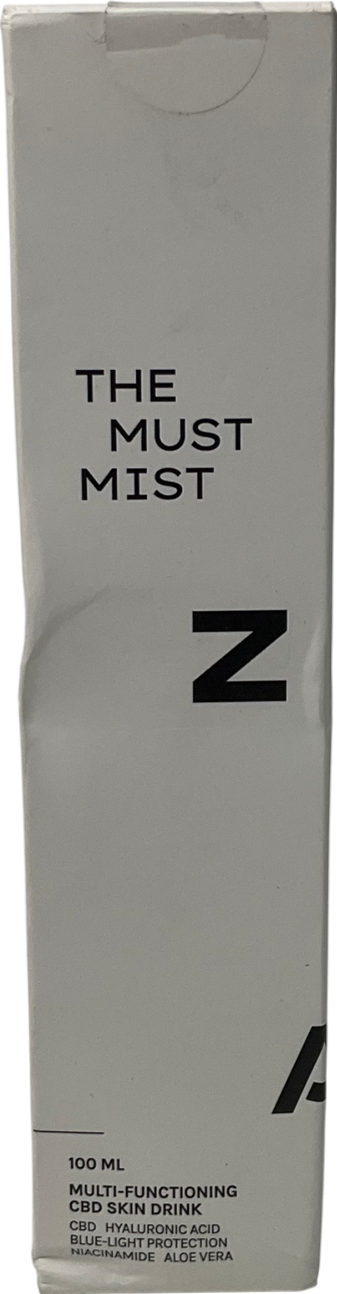 THE
MUST
MIST
Z
100 ML
MULTI-FUNCTIONING
CBD SKIN DRINK
CBD HYALURONIC ACID
BLUE-LIGHT PROTECTION
NIACINAMIDE ALOE VERA